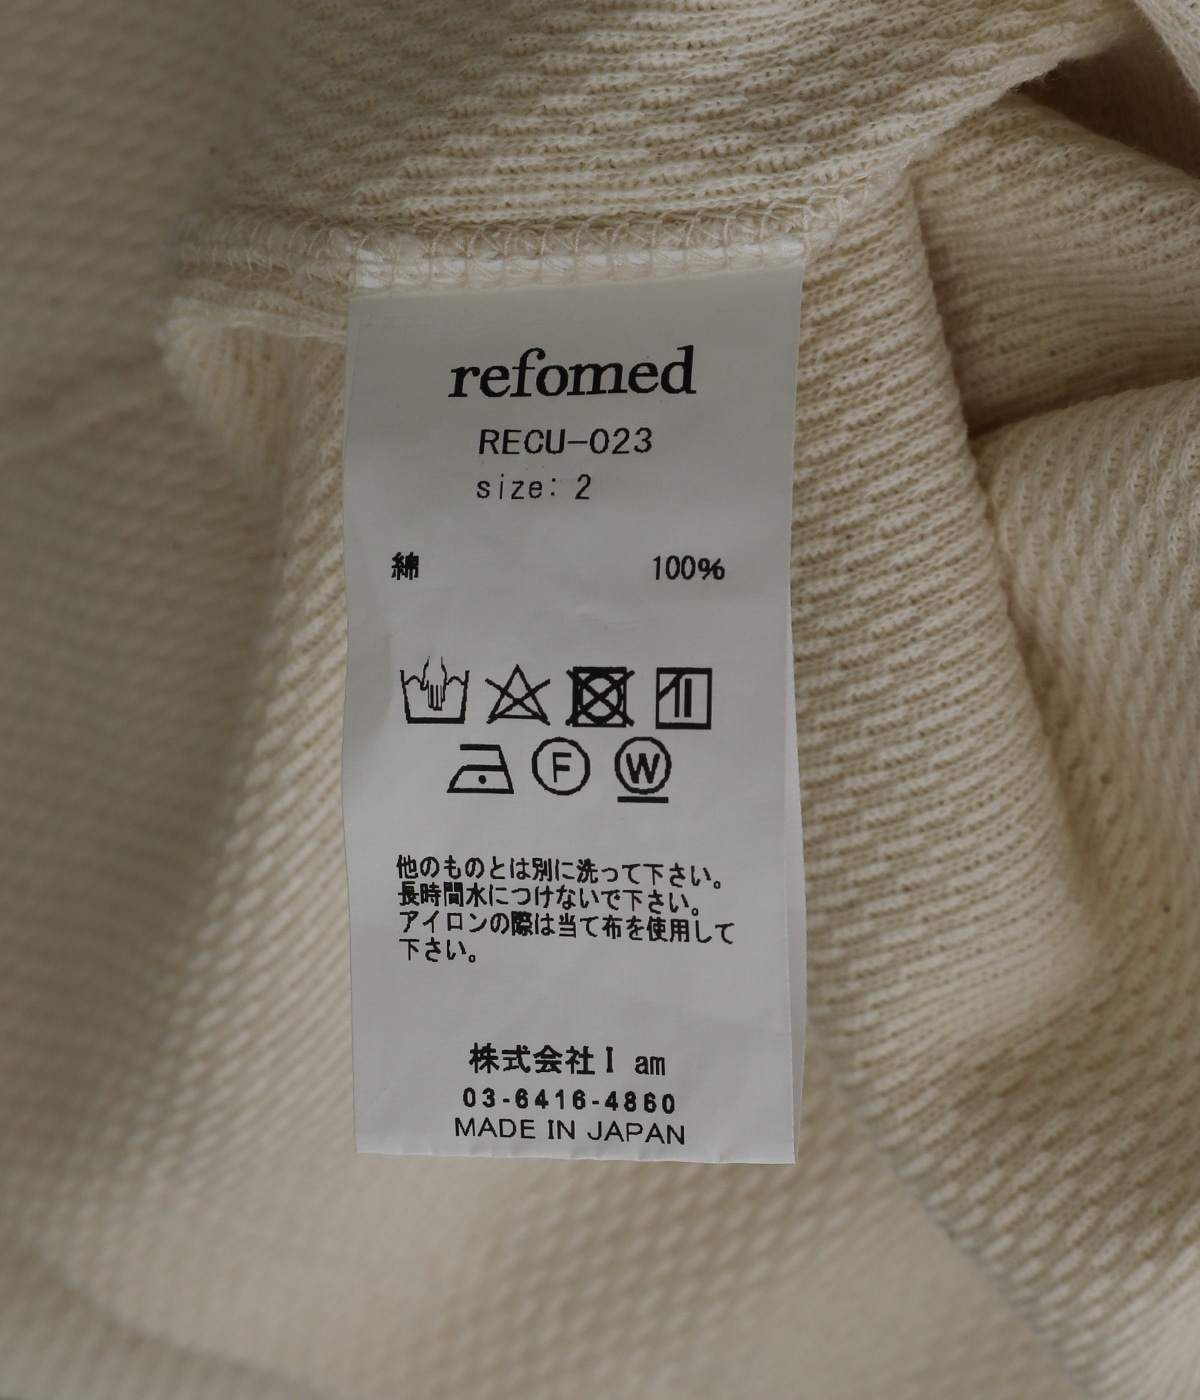 refomed
RECU-023
size: 2
綿 100%
F W
他のものとは別に洗って下さい。
長時間水につけないで下さい。
アイロンの際は当て布を使用して
下さい。
株式会社I am
03-6416-4860
MADE IN JAPAN